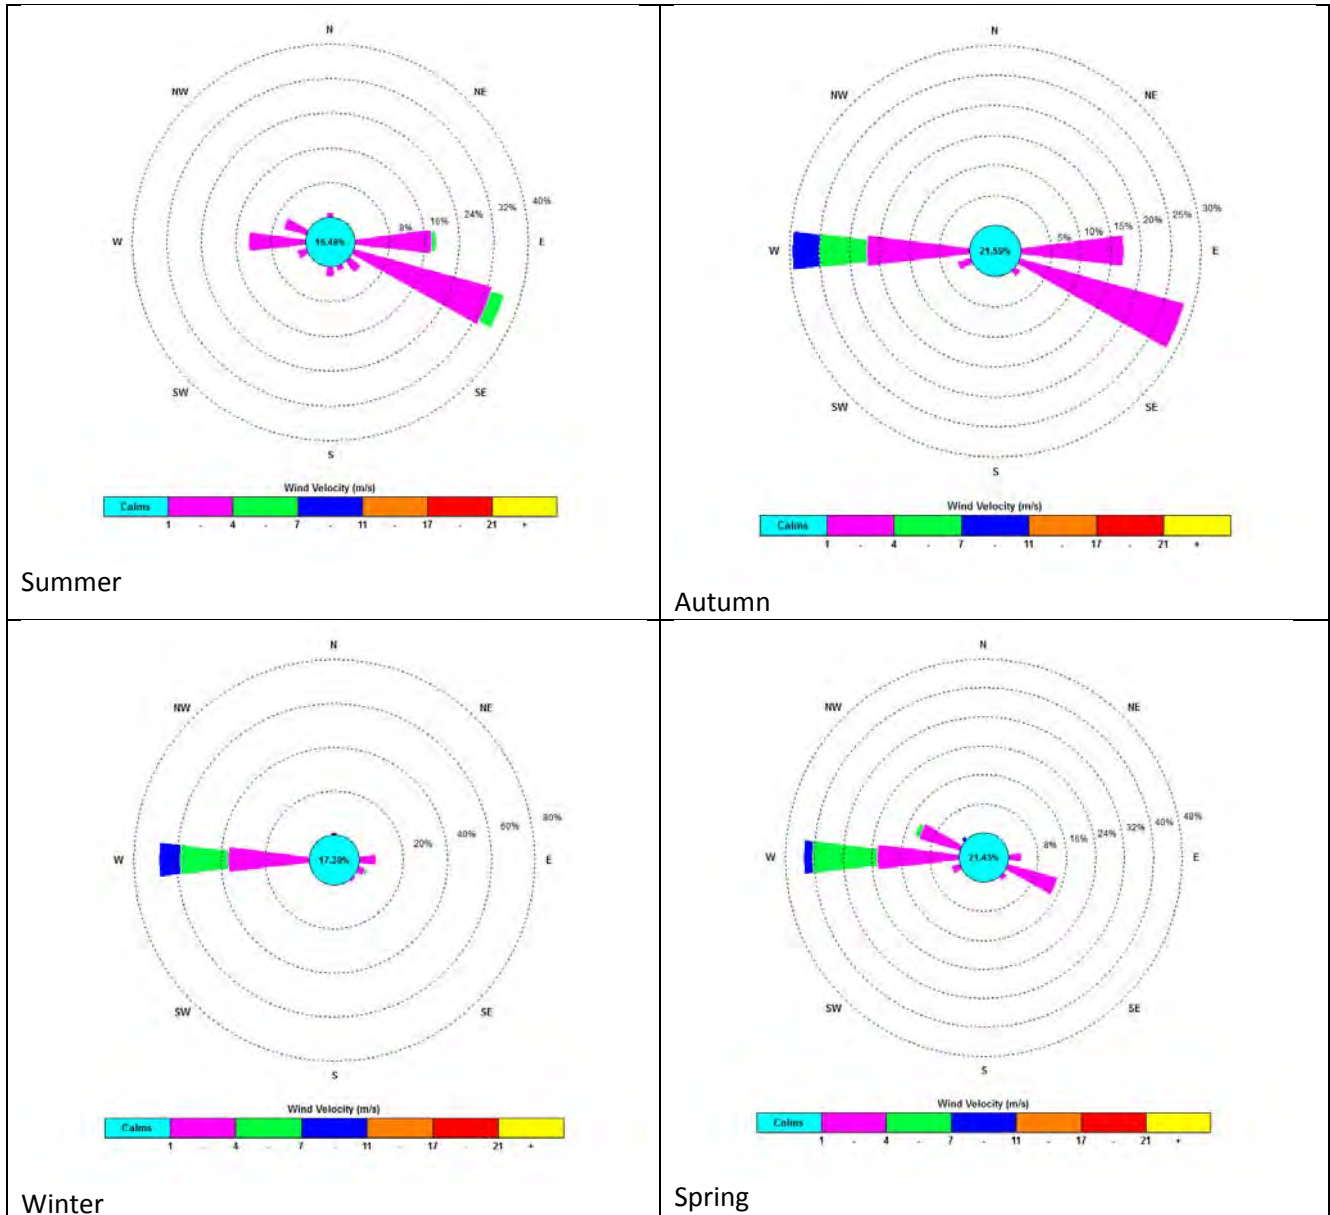 N
NW
NE
40%
32%
24%
16%
8%
W
E
SW
SE
S
Wind Velocity (m/s)
Calms
1 - 4 - 7 - 11 - 17 - 21 +
Summer
N
NW
NE
30%
25%
20%
15%
10%
5%
21.59%
W
E
SW
SE
S
Wind Velocity (m/s)
Calms
1 - 4 - 7 - 11 - 17 - 21 +
Autumn
N
NW
NE
80%
60%
40%
20%
W
E
SW
SE
S
Wind Velocity (m/s)
Calms
1 - 4 - 7 - 11 - 17 - 21 +
Winter
N
NW
NE
48%
40%
32%
24%
16%
8%
21.43%
W
E
SW
SE
S
Wind Velocity (m/s)
Calms
1 - 4 - 7 - 11 - 17 - 21 +
Spring